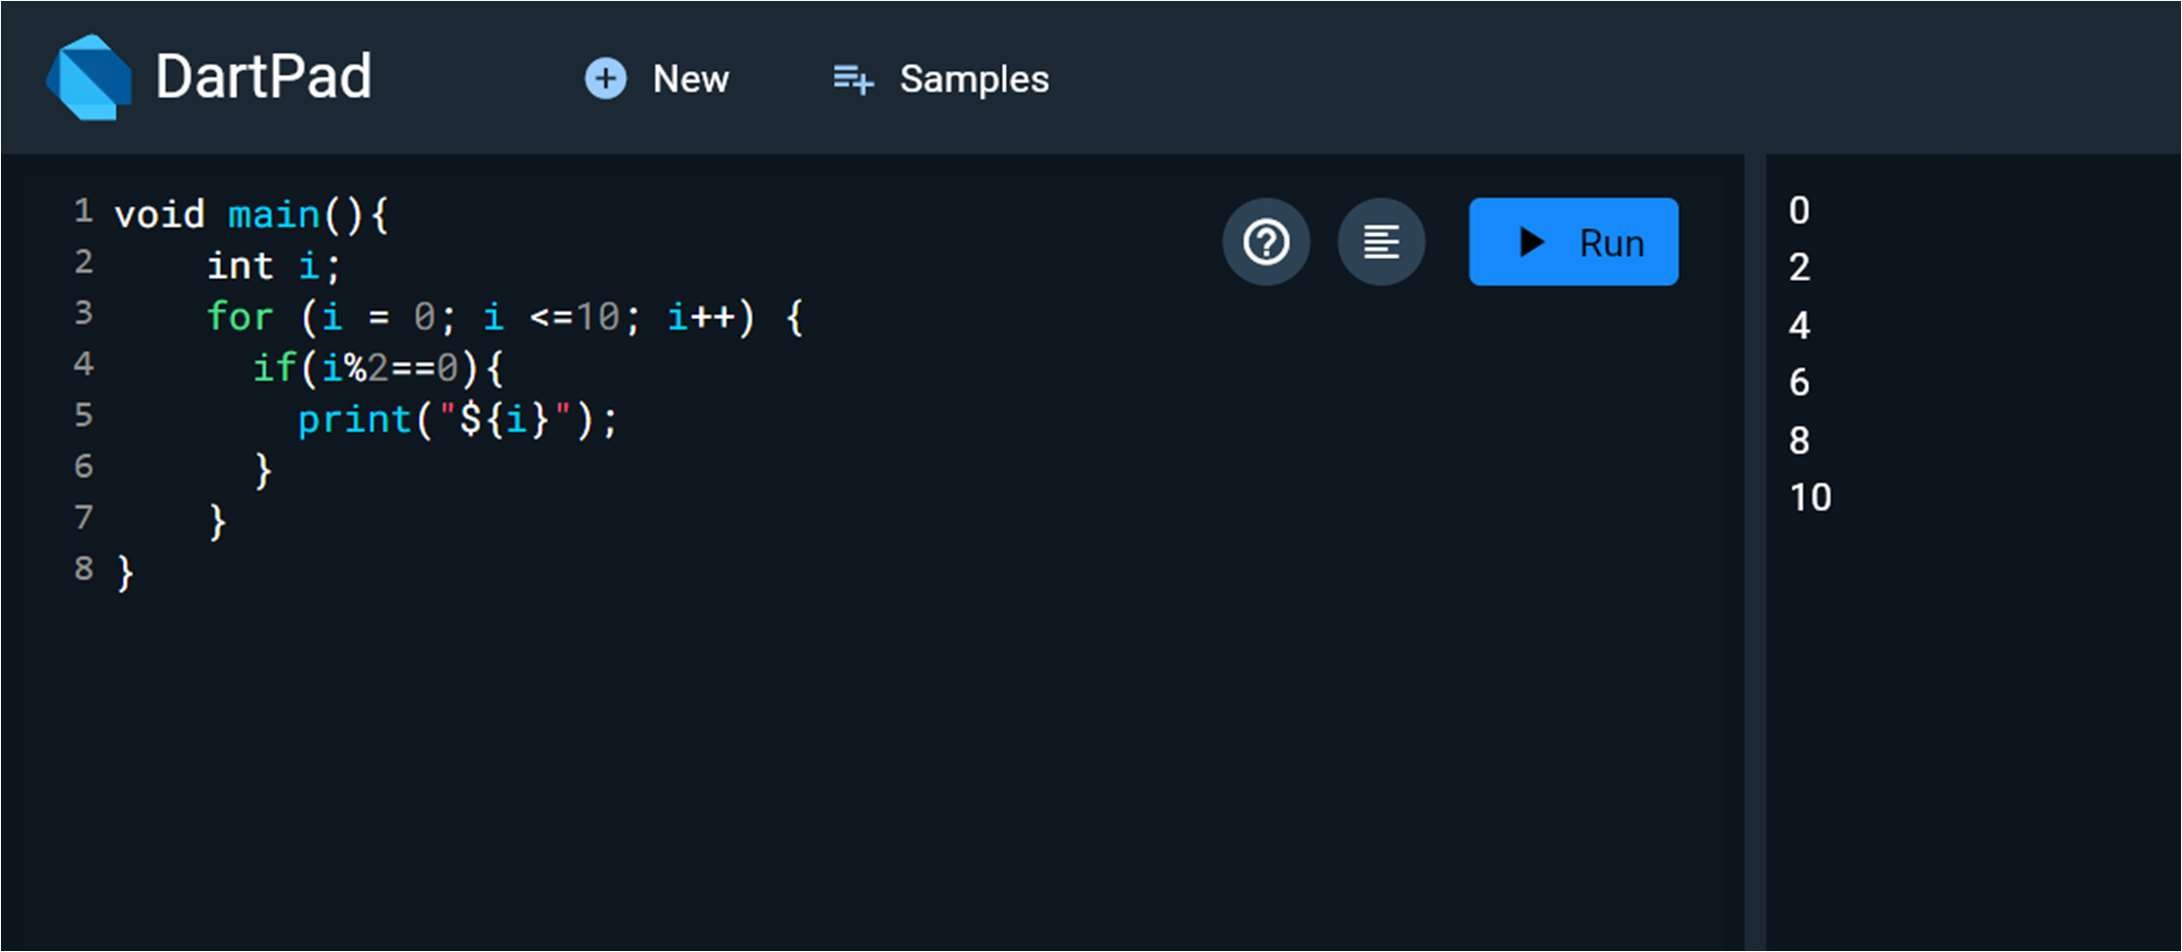 DartPad New Samples
1 void main(){
2     int i;
3     for (i = 0; i <=10; i++) {
4       if(i%2==0){
5         print("${i}");
6       }
7     }
8 }
Run
0
2
4
6
8
10